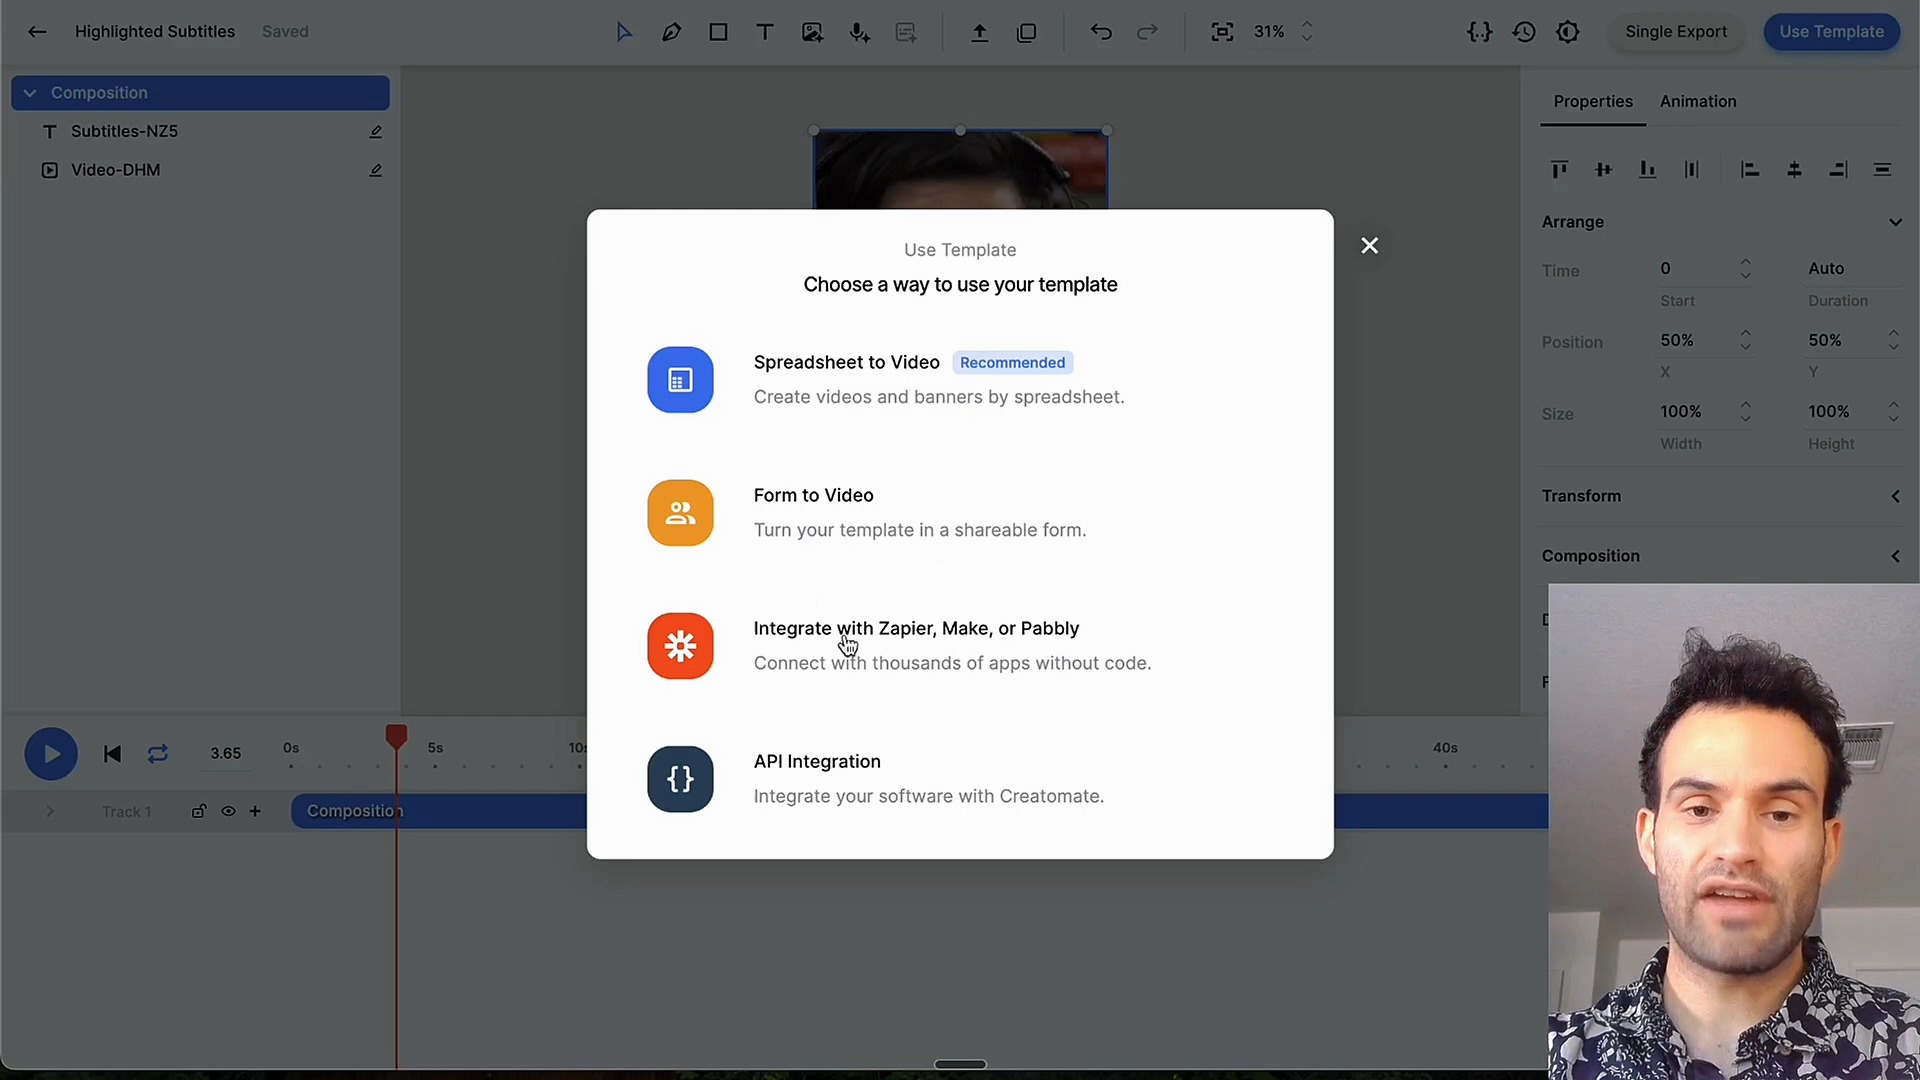 Highlighted Subtitles Saved
31%
Single Export
Use Template
Composition
Subtitles-NZ5
Video-DHM
Properties Animation
Arrange
Time 0 Auto
Start Duration
Position 50% 50%
X Y
Size 100% 100%
Width Height
Transform
Composition
Use Template
Choose a way to use your template
Spreadsheet to Video Recommended
Create videos and banners by spreadsheet.
Form to Video
Turn your template in a shareable form.
Integrate with Zapier, Make, or Pabbly
Connect with thousands of apps without code.
API Integration
Integrate your software with Creatomate.
3.65 0s 5s 40s
Track 1 Composition